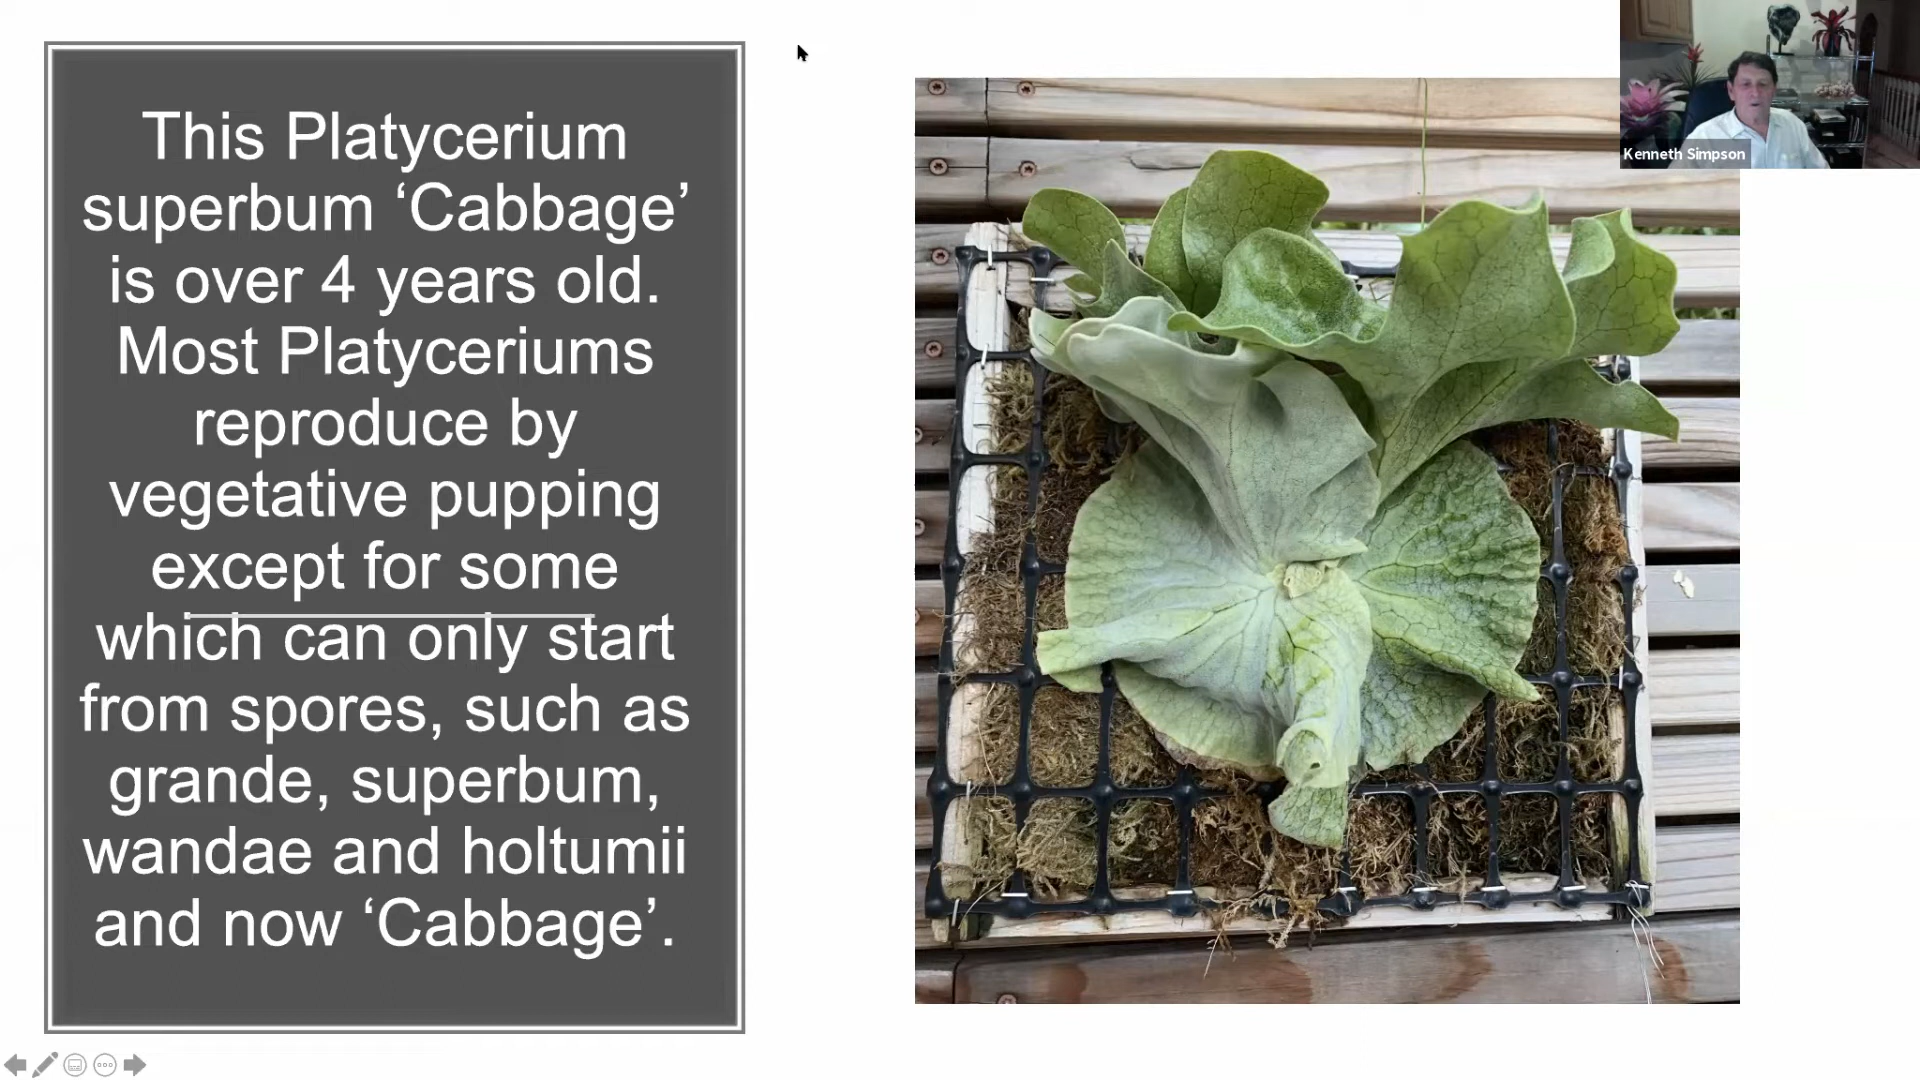 This Platycerium
superbum ‘Cabbage’
is over 4 years old.
Most Platyceriums
reproduce by
vegetative pupping
except for some
which can only start
from spores, such as
grande, superbum,
wandae and holtumii
and now ‘Cabbage’.
Kenneth Simpson